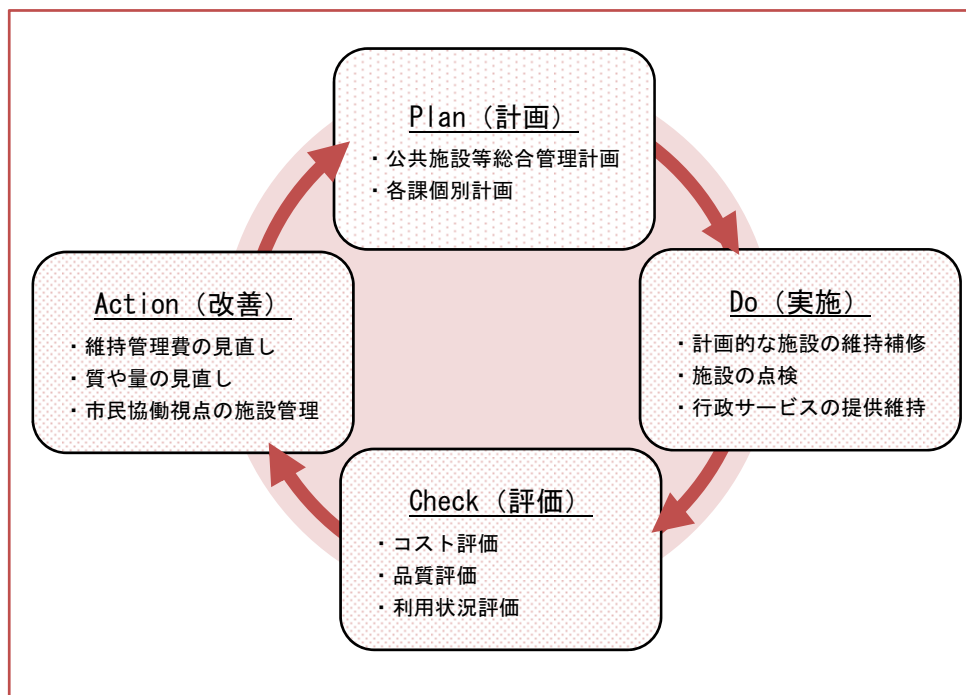 Plan（計画）
・公共施設等総合管理計画
・各課個別計画
Do（実施）
・計画的な施設の維持補修
・施設の点検
・行政サービスの提供維持
Check（評価）
・コスト評価
・品質評価
・利用状況評価
Action（改善）
・維持管理費の見直し
・質や量の見直し
・市民協働視点の施設管理